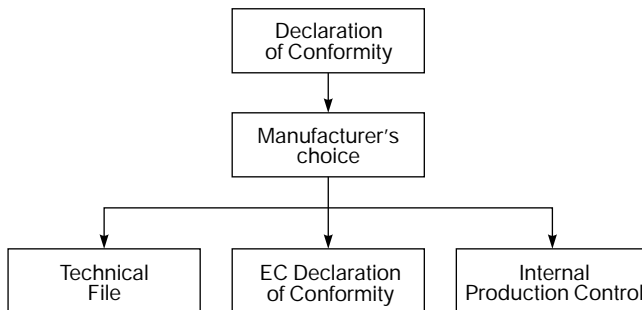 Declaration
of Conformity
Manufacturer's
choice
Technical
File
EC Declaration
of Conformity
Internal
Production Control